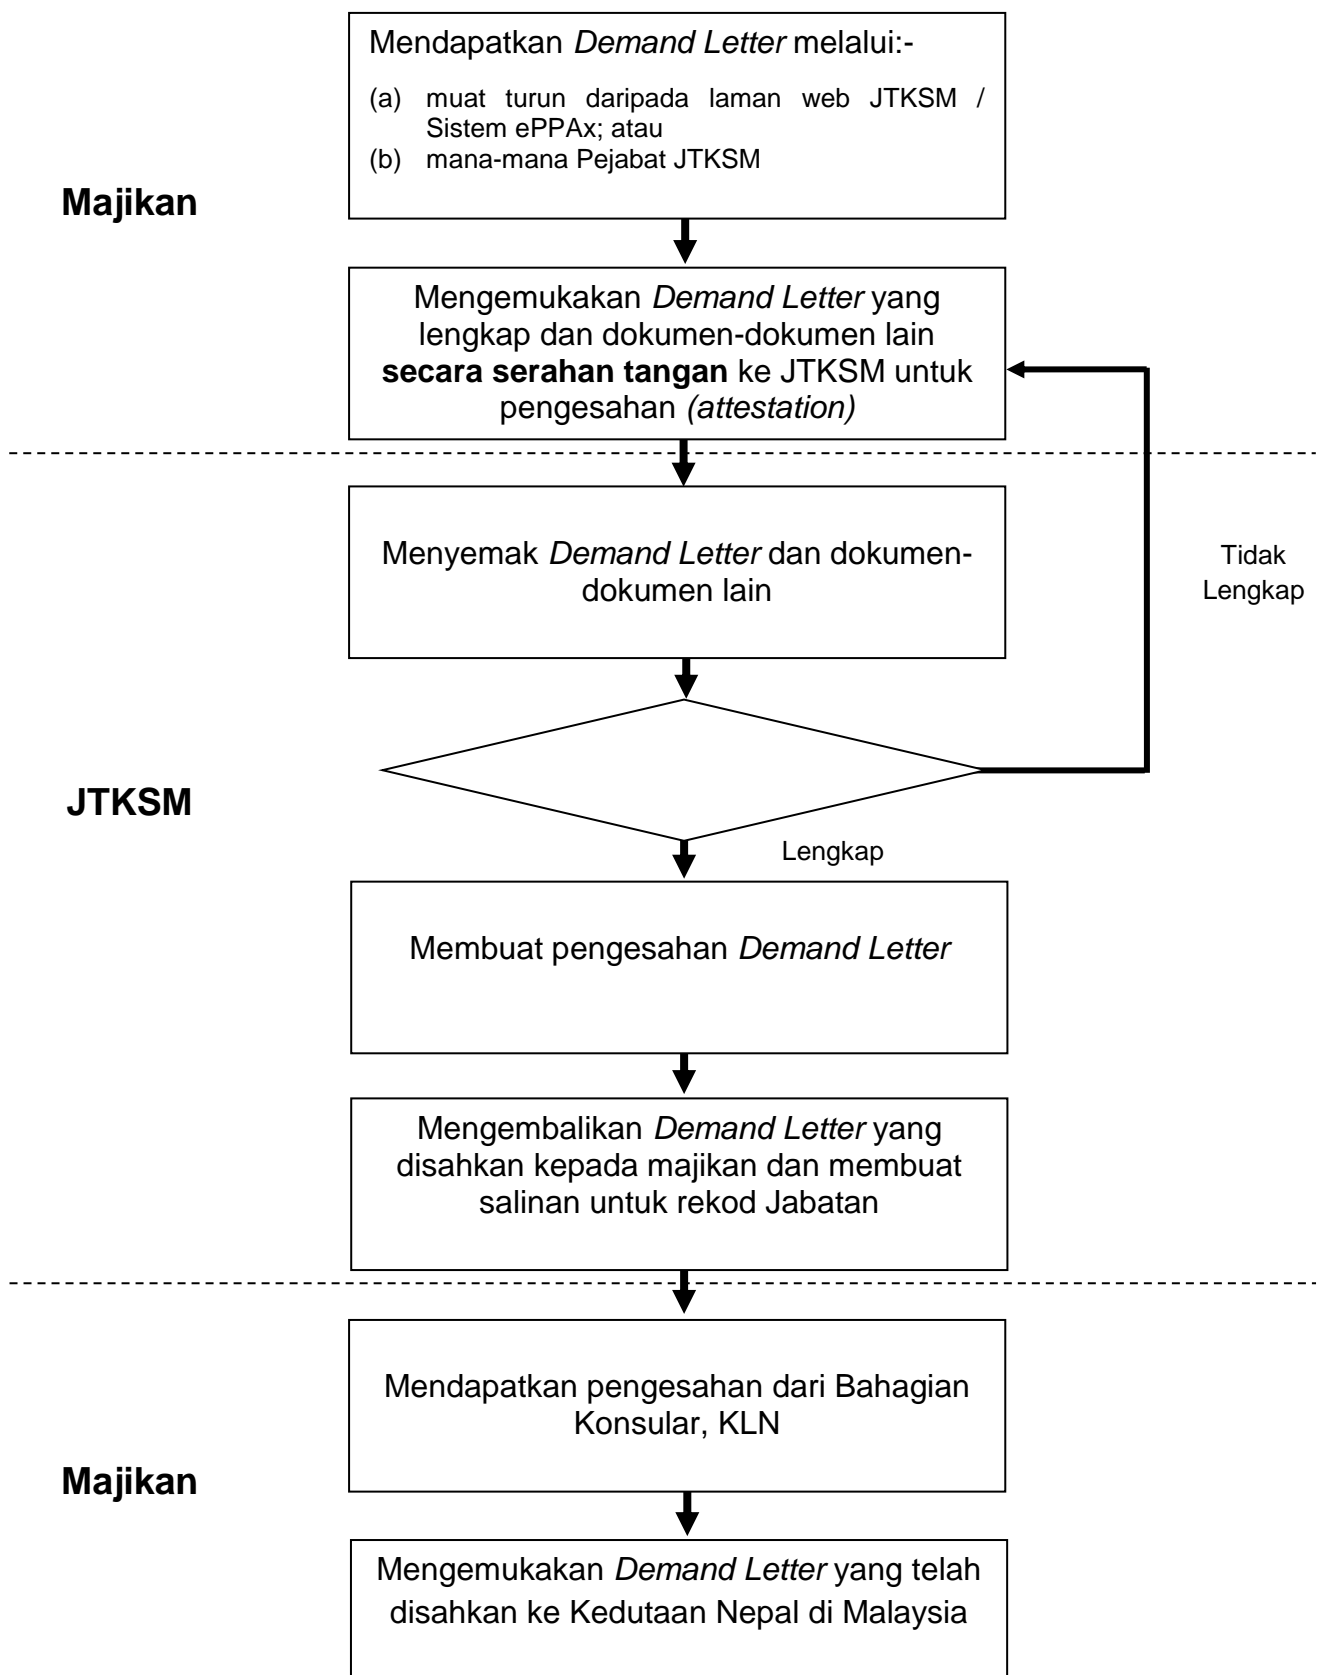 Mendapatkan Demand Letter melalui:-
(a) muat turun daripada laman web JTKSM /
Sistem ePPAx; atau
(b) mana-mana Pejabat JTKSM
Majikan
Mengemukakan Demand Letter yang
lengkap dan dokumen-dokumen lain
secara serahan tangan ke JTKSM untuk
pengesahan (attestation)
Menyemak Demand Letter dan dokumen-
dokumen lain
Tidak
Lengkap
JTKSM
Lengkap
Membuat pengesahan Demand Letter
Mengembalikan Demand Letter yang
disahkan kepada majikan dan membuat
salinan untuk rekod Jabatan
Mendapatkan pengesahan dari Bahagian
Konsular, KLN
Majikan
Mengemukakan Demand Letter yang telah
disahkan ke Kedutaan Nepal di Malaysia